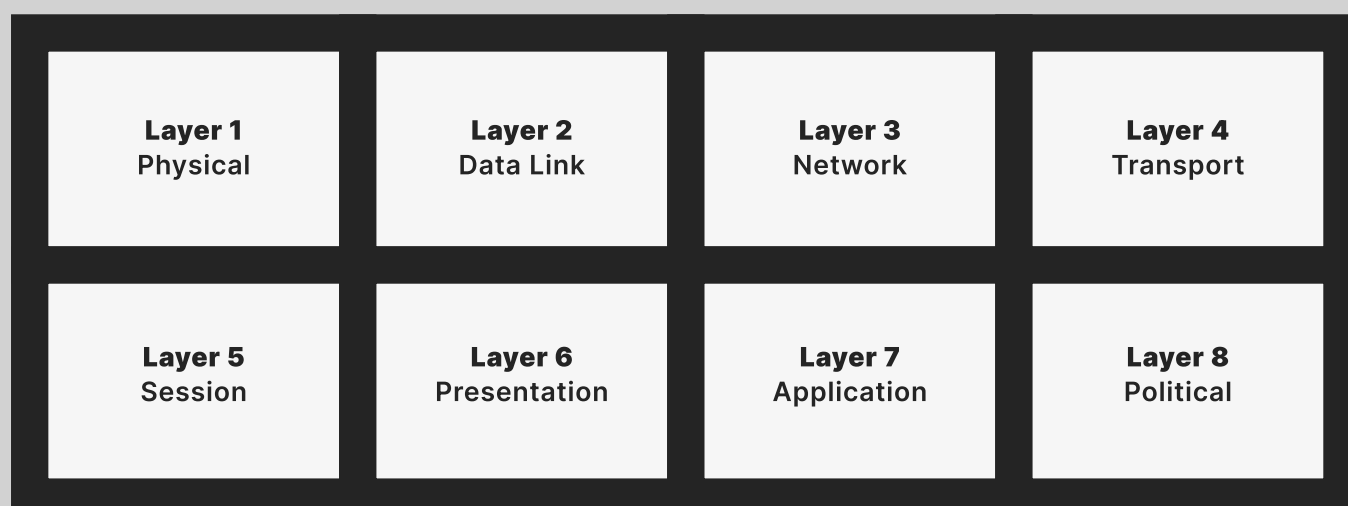 Layer 1
Physical
Layer 2
Data Link
Layer 3
Network
Layer 4
Transport
Layer 5
Session
Layer 6
Presentation
Layer 7
Application
Layer 8
Political